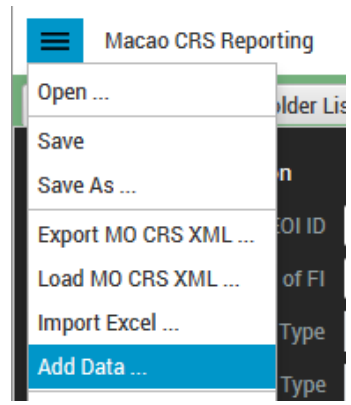 Macao CRS Reporting
Open ...
Save
Save As ...
Export MO CRS XML ...
Load MO CRS XML ...
Import Excel ...
Add Data ...
older Lis
n
EOI ID
of FI
Type
Type